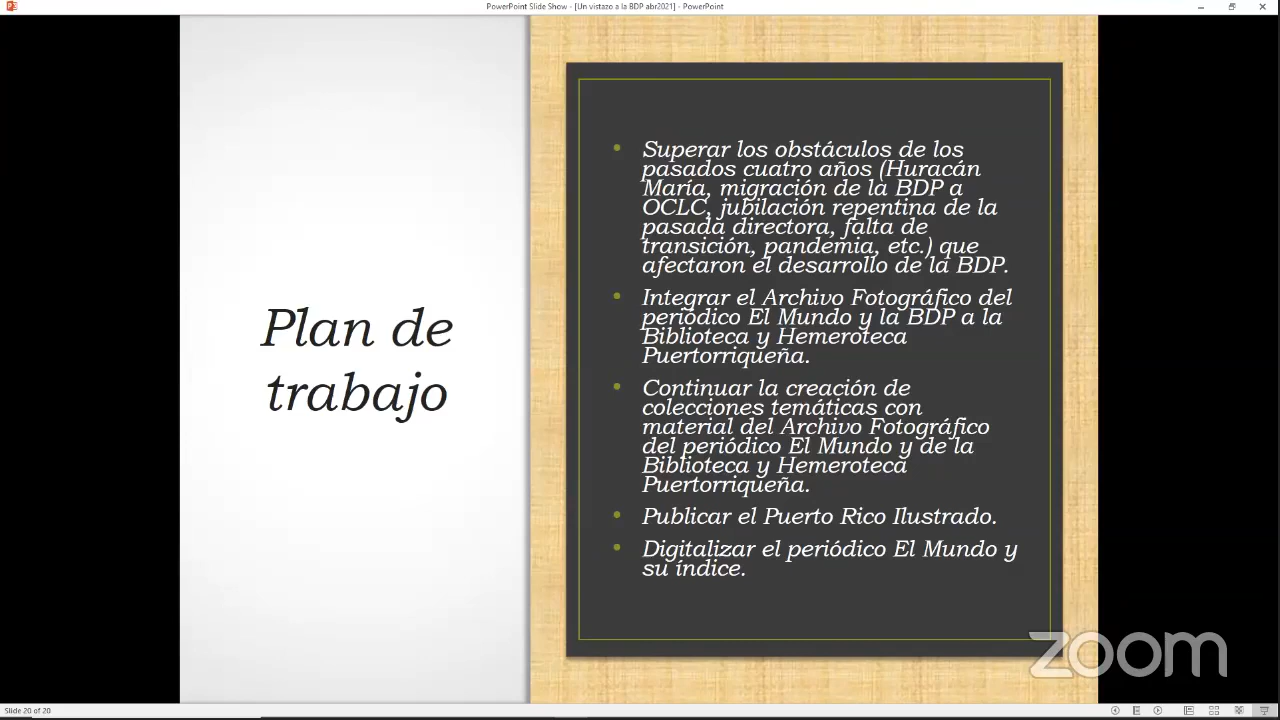 PowerPoint Slide Show - [Un vistazo a la BDP abr2021] - PowerPoint
Plan de
trabajo
• Superar los obstáculos de los
pasados cuatro años (Huracán
María, migración de la BDP a
OCLC, jubilación repentina de la
pasada directora, falta de
transición, pandemia, etc.) que
afectaron el desarrollo de la BDP.
• Integrar el Archivo Fotográfico del
periódico El Mundo y la BDP a la
Biblioteca y Hemeroteca
Puertorriqueña.
• Continuar la creación de
colecciones temáticas con
material del Archivo Fotográfico
del periódico El Mundo y de la
Biblioteca y Hemeroteca
Puertorriqueña.
• Publicar el Puerto Rico Ilustrado.
• Digitalizar el periódico El Mundo y
su índice.
zoom
Slide 20 of 20